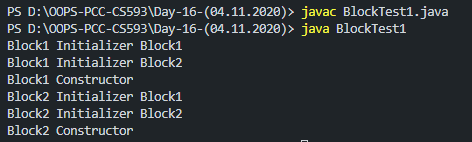 PS D:\OOPS-PCC-CS593\Day-16-(04.11.2020)> javac BlockTest1.java
PS D:\OOPS-PCC-CS593\Day-16-(04.11.2020)> java BlockTest1
Block1 Initializer Block1
Block1 Initializer Block2
Block1 Constructor
Block2 Initializer Block1
Block2 Initializer Block2
Block2 Constructor